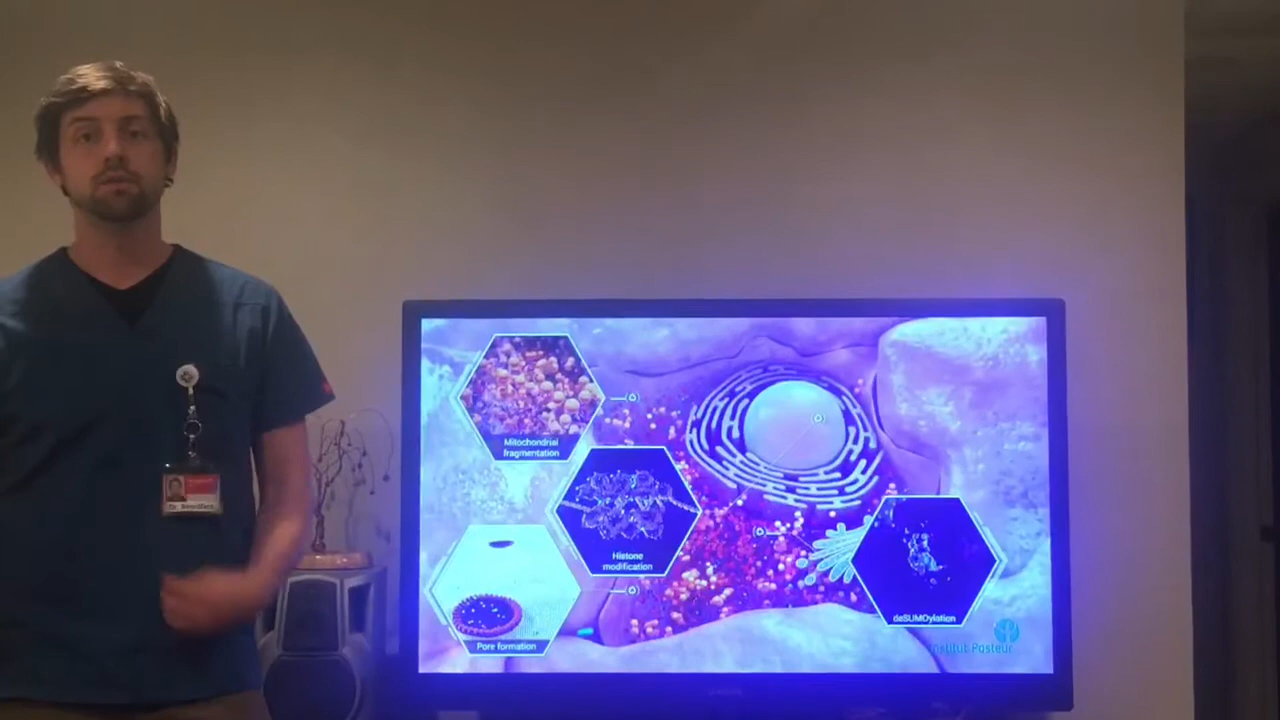 Mitochondrial
fragmentation
Histone
modification
Pore formation
deSUMOylation
Institut Pasteur